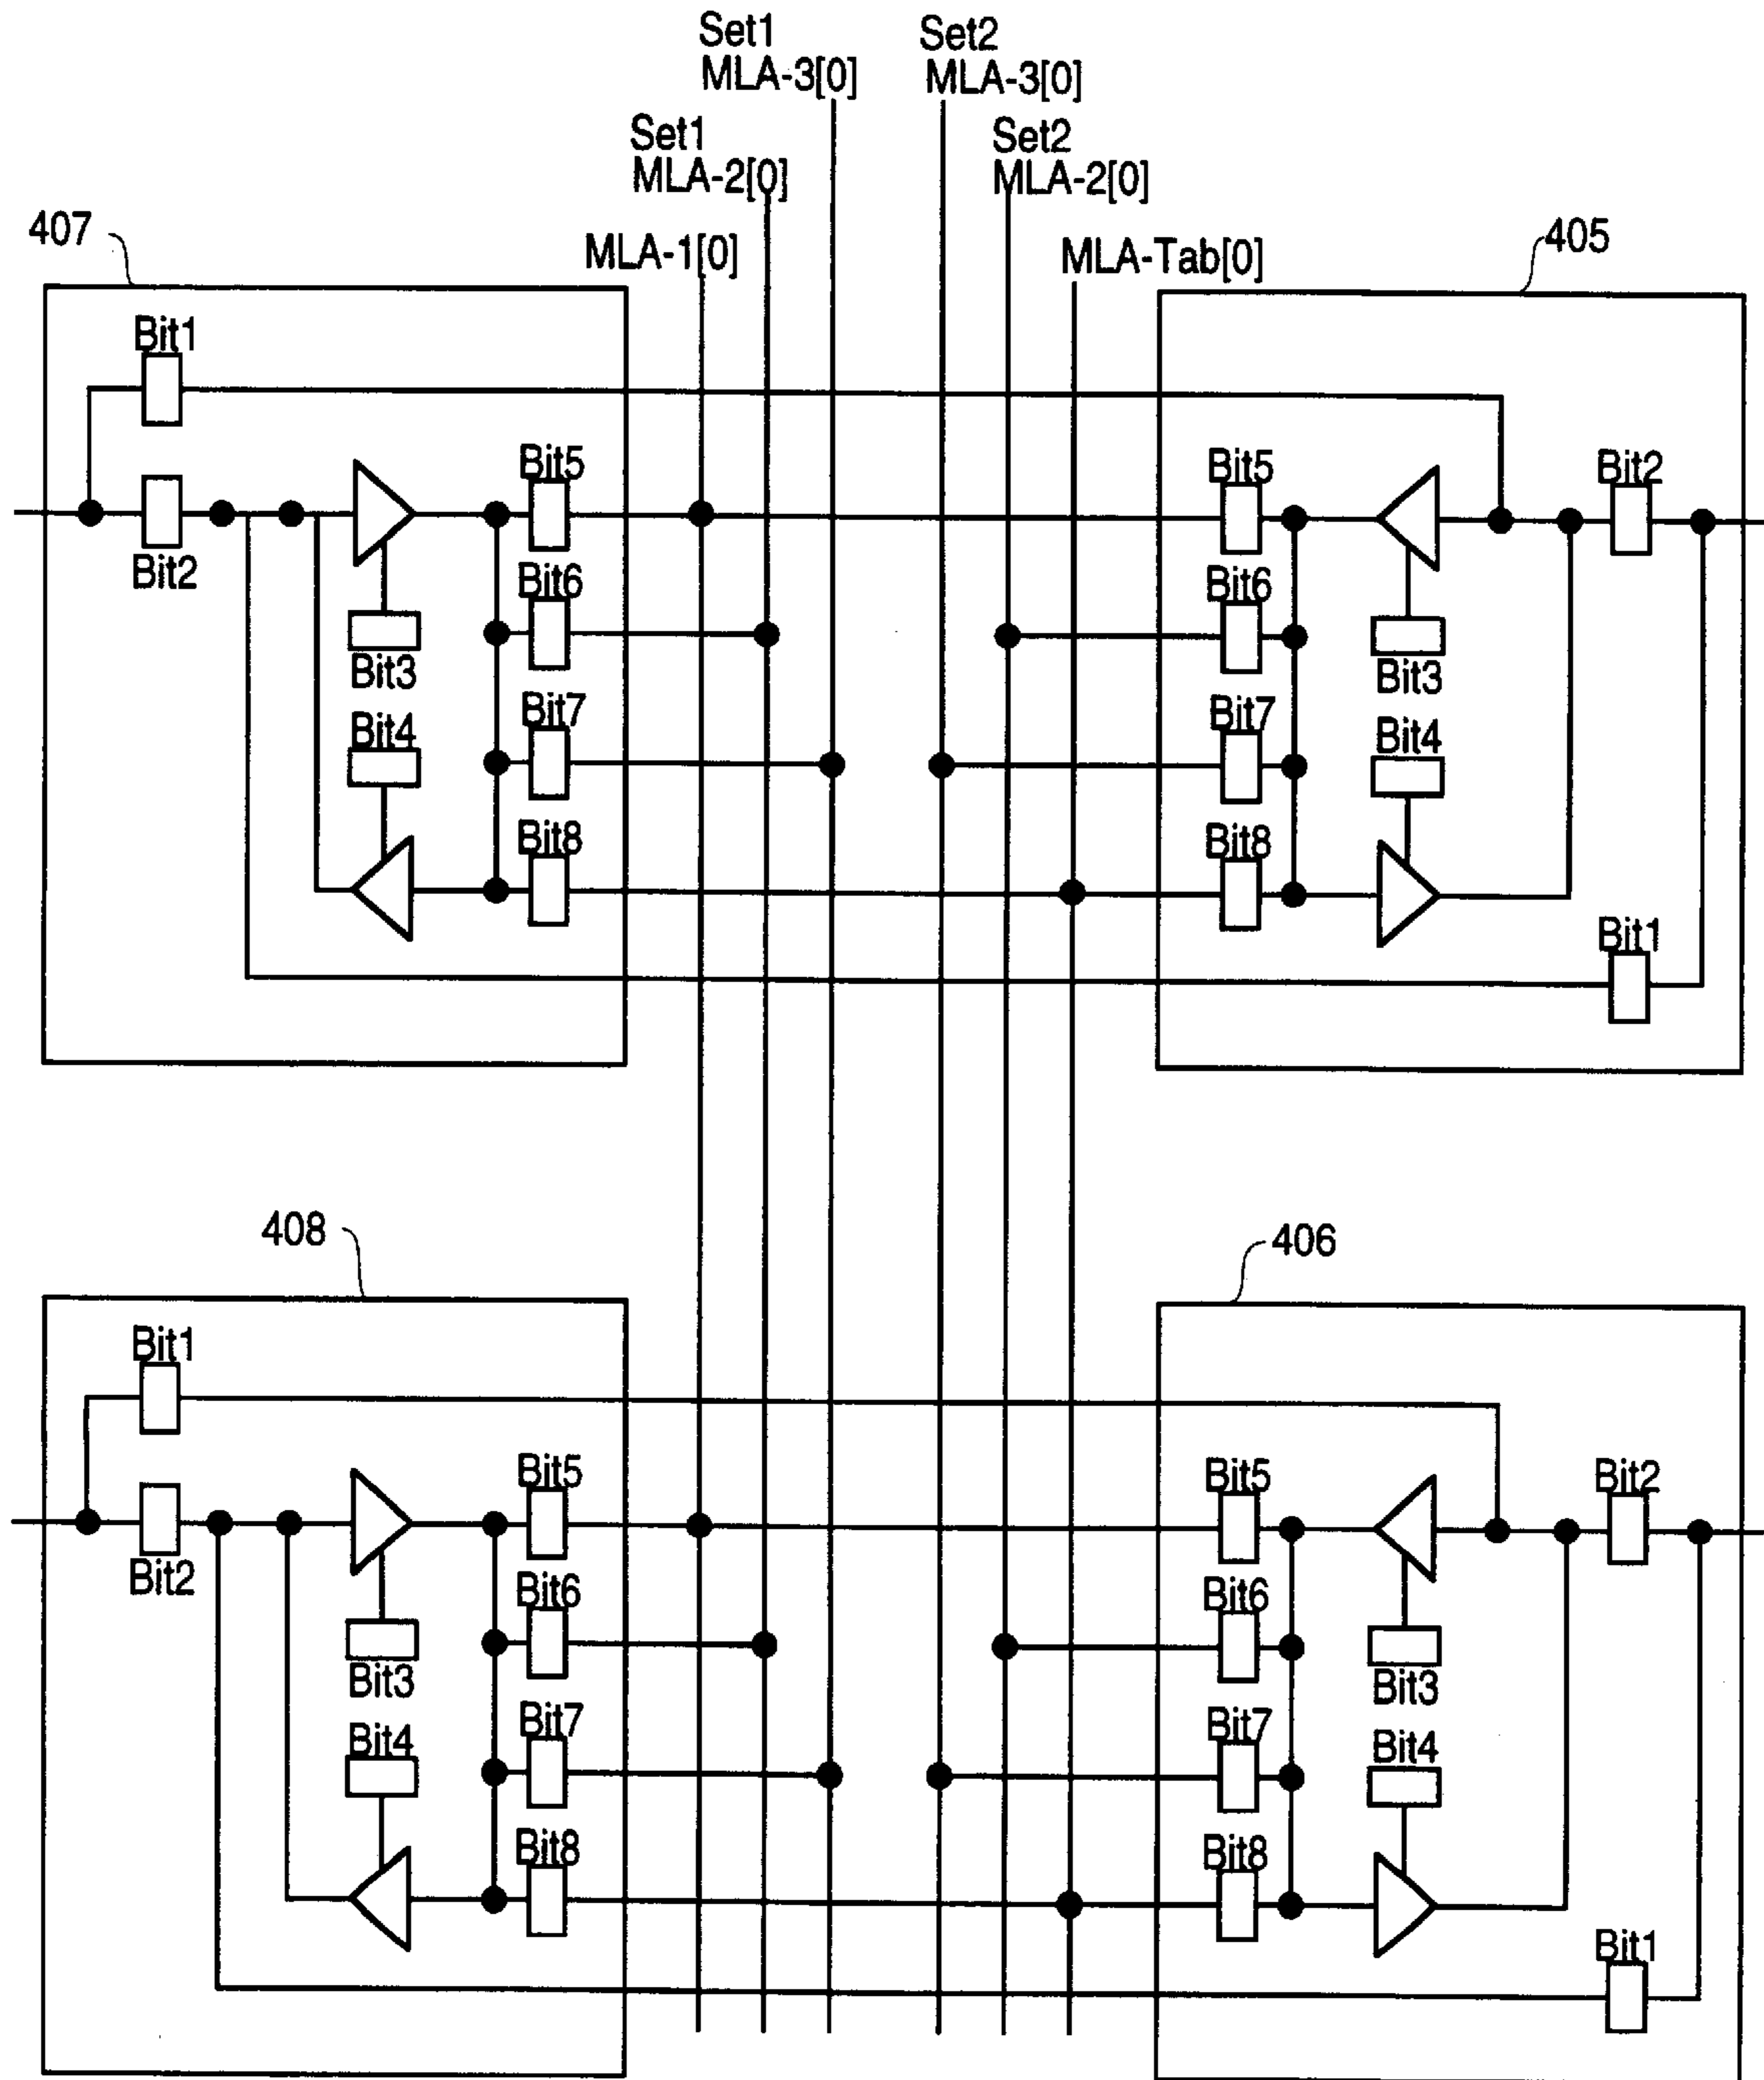 Set1
MLA-3[0]
Set2
MLA-3[0]
Set1
MLA-2[0]
Set2
MLA-2[0]
407
MLA-1[0]
MLA-Tab[0]
405
Bit1
Bit5
Bit5
Bit2
Bit2
Bit6
Bit6
Bit3
Bit3
Bit7
Bit7
Bit4
Bit4
Bit8
Bit8
Bit1
408
406
Bit1
Bit5
Bit5
Bit2
Bit2
Bit6
Bit6
Bit3
Bit3
Bit7
Bit7
Bit4
Bit4
Bit8
Bit8
Bit1